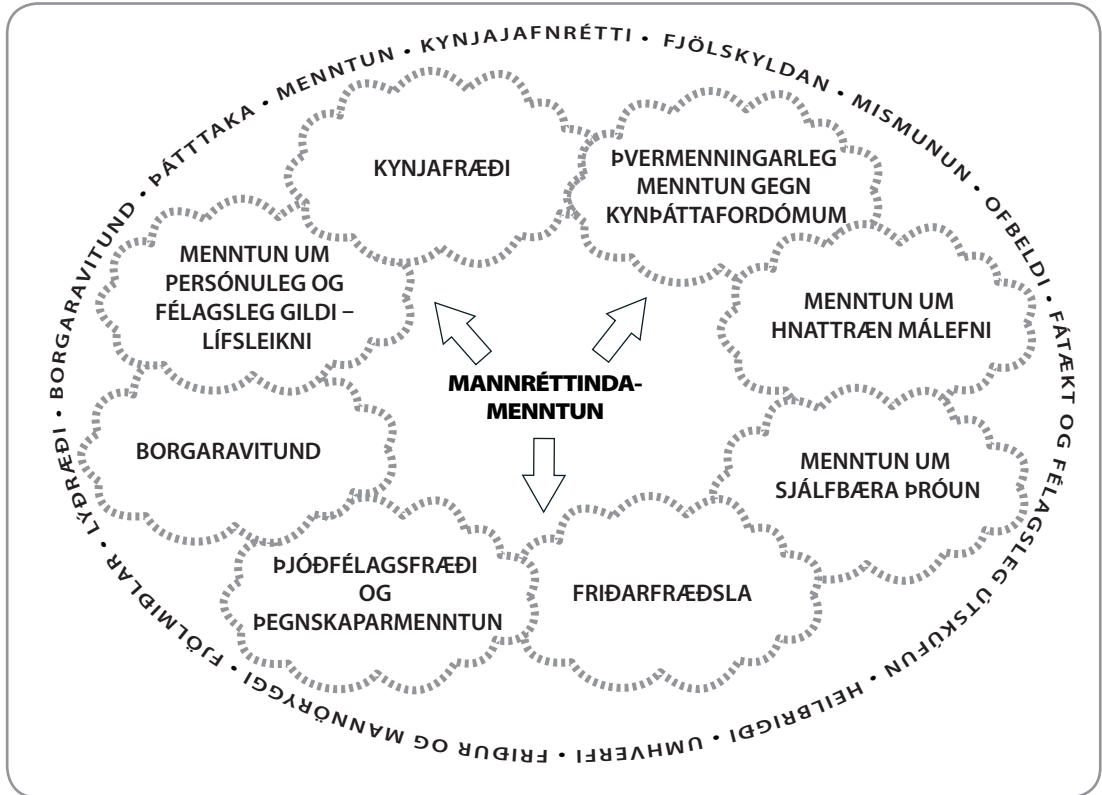 BORGARAVITUND • ÞÁTTTAKA • MENNTUN • KYNJAJAFNRÉTTI • FJÖLSKYLDAN • MISMUNUN • OFBELDI • FÁTÆKT OG FÉLAGSLEG ÚTSKÚFUN • HEILBRIGÐI • UMHVERFI • FRIÐUR OG MANNÖRYGGI • FJÖLMIÐLAR • LÝÐRÆÐI •
KYNJAFRÆÐI
ÞVERMENNINGARLEG
MENNTUN GEGN
KYNÞÁTTAFORDÓMUM
MENNTUN UM
PERSÓNULEG OG
FÉLAGSLEG GILDI –
LÍFSLEIKNI
MENNTUN UM
HNATTRÆN MÁLEFNI
MANNRÉTTINDA-
MENNTUN
BORGARAVITUND
MENNTUN UM
SJÁLFBÆRA ÞRÓUN
ÞJÓÐFÉLAGSFRÆÐI
OG
ÞEGNSKAPARMENNTUN
FRIÐARFRÆÐSLA